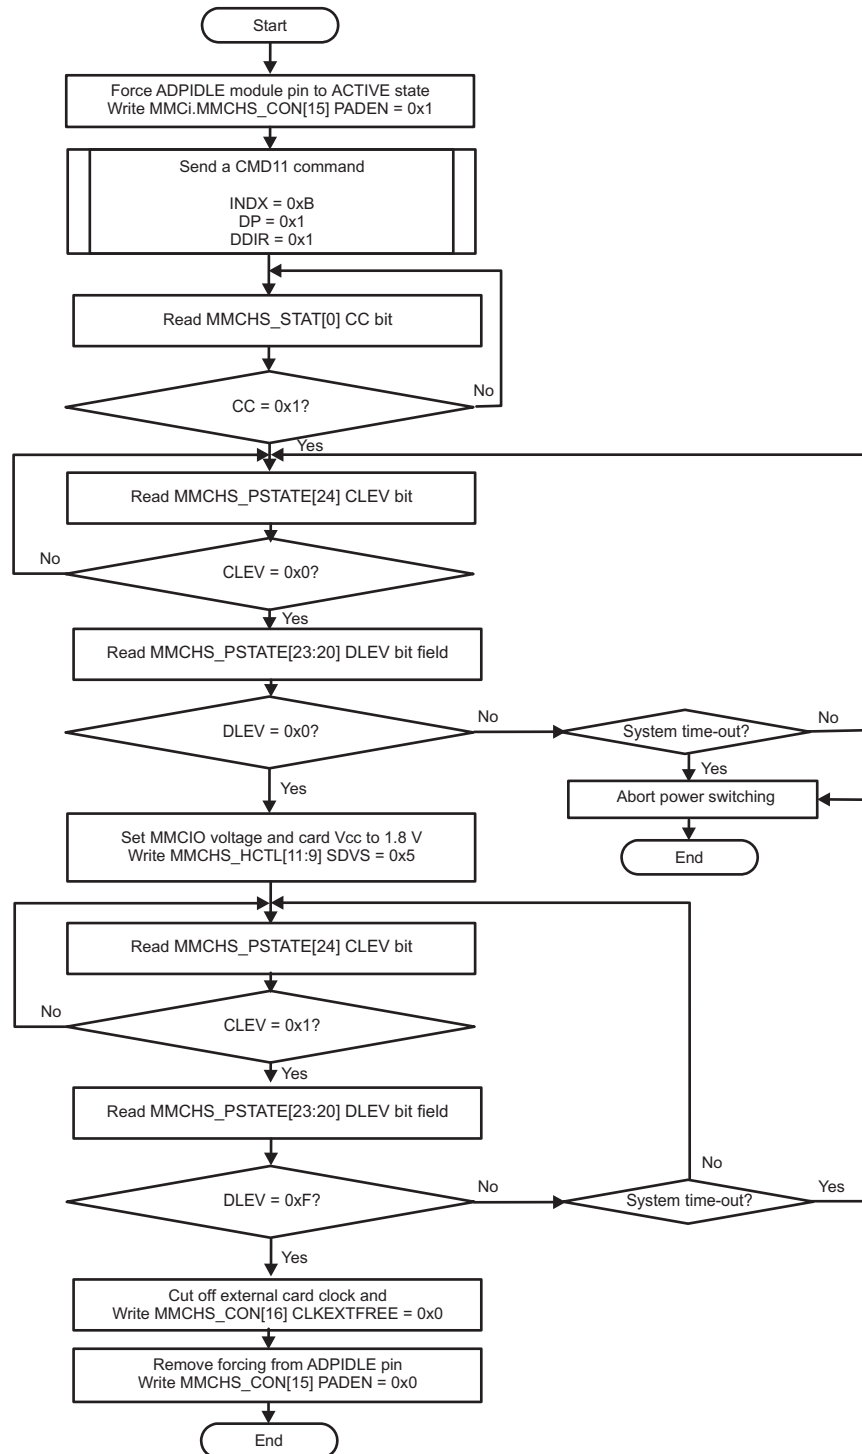 Start
Force ADPIDLE module pin to ACTIVE state
Write MMCi.MMCHS_CON[15] PADEN = 0x1
Send a CMD11 command
INDX = 0xB
DP = 0x1
DDIR = 0x1
Read MMCHS_STAT[0] CC bit
No
CC = 0x1?
Yes
Read MMCHS_PSTATE[24] CLEV bit
No
CLEV = 0x0?
Yes
Read MMCHS_PSTATE[23:20] DLEV bit field
DLEV = 0x0?
No
System time-out?
No
Yes
Yes
Abort power switching
End
Set MMCIO voltage and card Vcc to 1.8 V
Write MMCHS_HCTL[11:9] SDVS = 0x5
Read MMCHS_PSTATE[24] CLEV bit
No
CLEV = 0x1?
Yes
Read MMCHS_PSTATE[23:20] DLEV bit field
No
DLEV = 0xF?
No
System time-out?
Yes
Yes
Cut off external card clock and
Write MMCHS_CON[16] CLKEXTFREE = 0x0
Remove forcing from ADPIDLE pin
Write MMCHS_CON[15] PADEN = 0x0
End